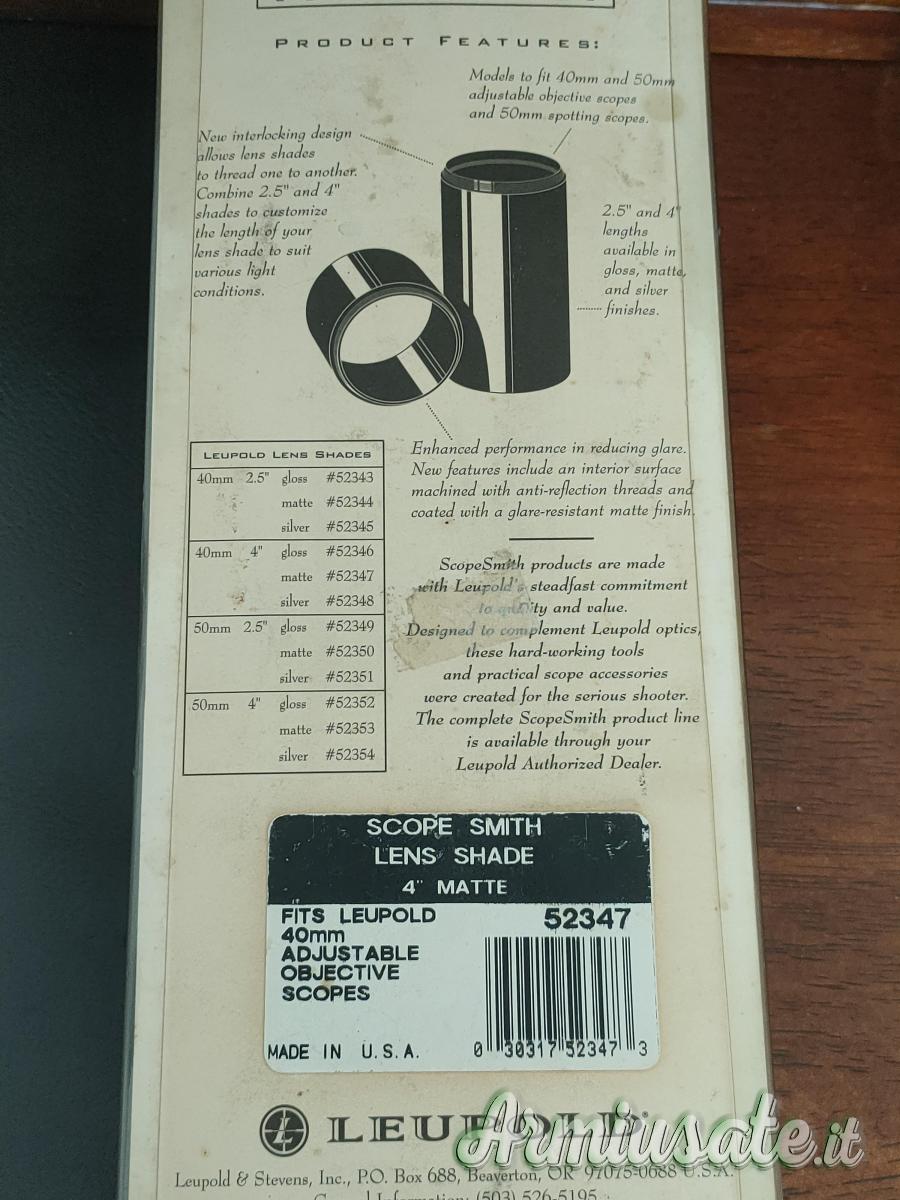 PRODUCT FEATURES:
Models to fit 40mm and 50mm
adjustable objective scopes
and 50mm spotting scopes.
New interlocking design
allows lens shades
to thread one to another.
Combine 2.5" and 4"
shades to customize
the length of your
lens shade to suit
various light
conditions.
2.5" and 4"
lengths
available in
gloss, matte,
and silver
finishes.
Enhanced performance in reducing glare.
New features include an interior surface
machined with anti-reflection threads and
coated with a glare-resistant matte finish.
LEUPOLD LENS SHADES
40mm 2.5" gloss #52343
matte #52344
silver #52345
40mm 4" gloss #52346
matte #52347
silver #52348
50mm 2.5" gloss #52349
matte #52350
silver #52351
50mm 4" gloss #52352
matte #52353
silver #52354
ScopeSmith products are made
with Leupold's steadfast commitment
to quality and value.
Designed to complement Leupold optics,
these hard-working tools
and practical scope accessories
were created for the serious shooter.
The complete ScopeSmith product line
is available through your
Leupold Authorized Dealer.
SCOPE SMITH
LENS SHADE
4" MATTE
FITS LEUPOLD
40mm
ADJUSTABLE
OBJECTIVE
SCOPES
52347
MADE IN U.S.A.
0 30317 52347 3
LEUPOLD
Armiusate.it
Leupold & Stevens, Inc., P.O. Box 688, Beaverton, OR 97075-0688 U.S.A.
General Information: (503) 526-5195